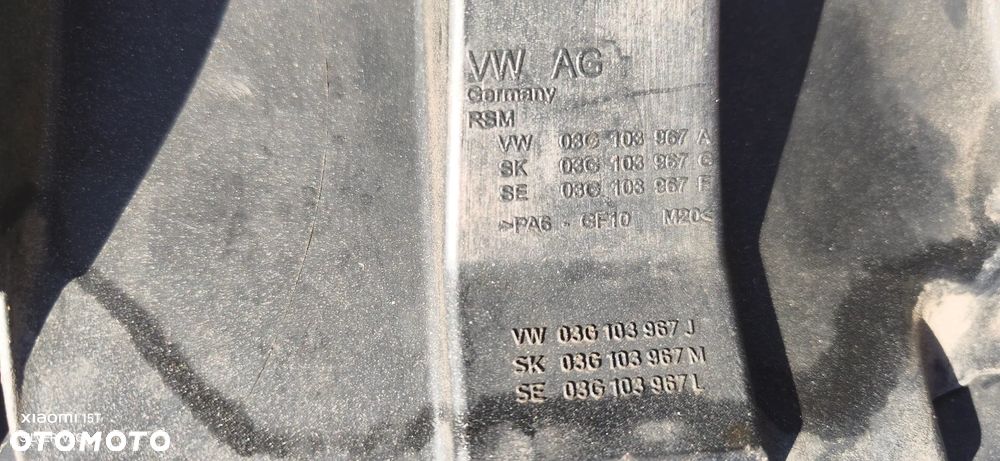 VW AG
Germany
RSM
VW 03G 103 967 A
SK 03G 103 967 C
SE 03G 103 967 F
>PA6 - GF10 M20<
VW 03G 103 967 J
SK 03G 103 967 M
SE 03G 103 967 L
XIAOMI 15T
OTOMOTO